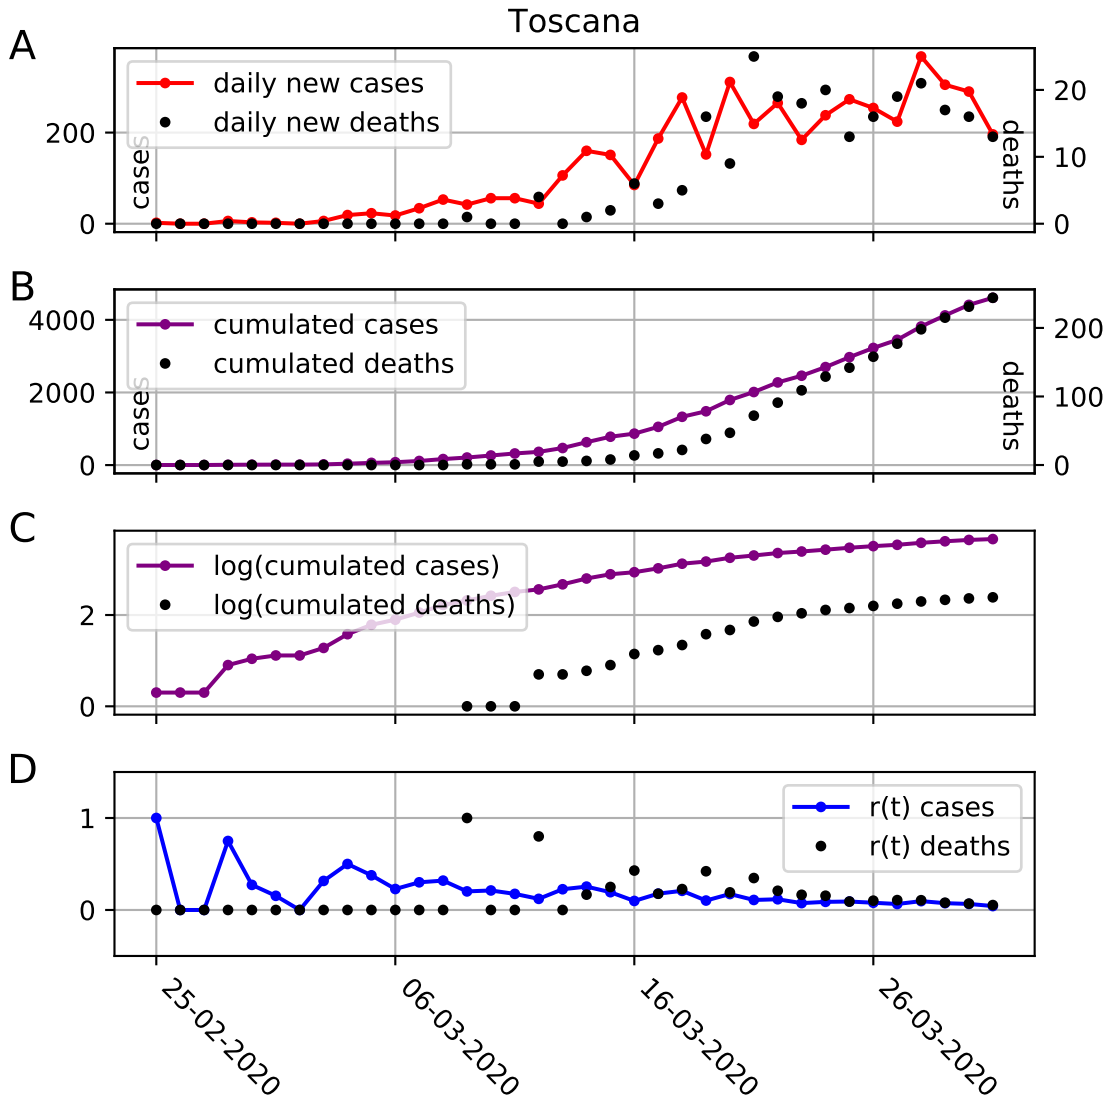 Toscana
A
daily new cases
daily new deaths
200
0
cases
20
10
0
deaths
B
cumulated cases
cumulated deaths
4000
2000
0
cases
200
100
0
deaths
C
log(cumulated cases)
log(cumulated deaths)
2
0
D
r(t) cases
r(t) deaths
1
0
25-02-2020
06-03-2020
16-03-2020
26-03-2020